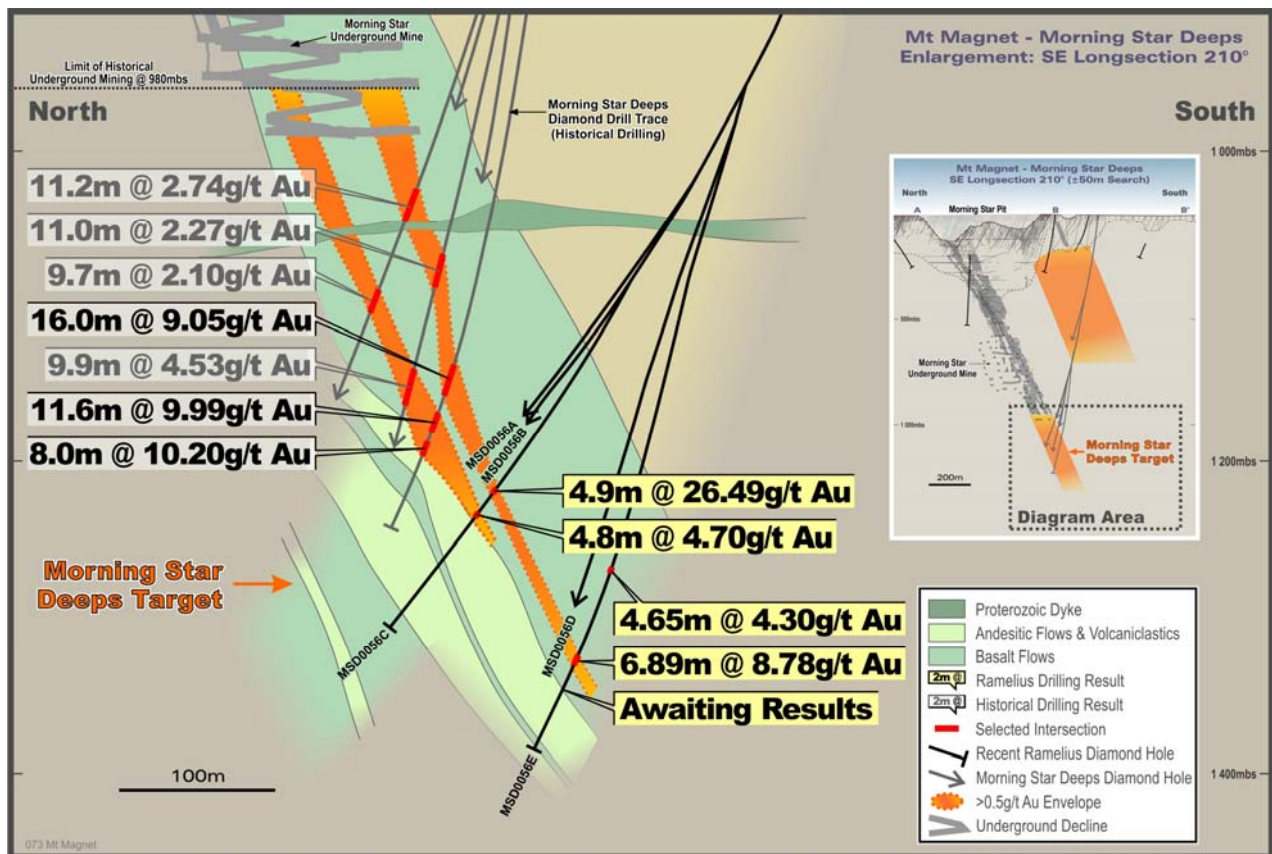 Mt Magnet - Morning Star Deeps
Enlargement: SE Longsection 210°
Morning Star
Underground Mine
Limit of Historical
Underground Mining @ 980mbs
North
South
Morning Star Deeps
Diamond Drill Trace
(Historical Drilling)
1 000mbs
11.2m @ 2.74g/t Au
11.0m @ 2.27g/t Au
9.7m @ 2.10g/t Au
16.0m @ 9.05g/t Au
9.9m @ 4.53g/t Au
11.6m @ 9.99g/t Au
8.0m @ 10.20g/t Au
Mt Magnet - Morning Star Deeps
SE Longsection 210° (±50m Search)
North
South
A
Morning Star Pit
B
B'
500mbs
Morning Star
Underground Mine
1 000mbs
Morning Star
Deeps Target
200m
Diagram Area
MSD0056A
MSD0056B
1 200mbs
4.9m @ 26.49g/t Au
4.8m @ 4.70g/t Au
Morning Star
Deeps Target
MSD0056C
MSD0056D
4.65m @ 4.30g/t Au
6.89m @ 8.78g/t Au
Awaiting Results
MSD0056E
100m
1 400mbs
Proterozoic Dyke
Andesitic Flows & Volcaniclastics
Basalt Flows
2m @
Ramelius Drilling Result
2m @
Historical Drilling Result
Selected Intersection
Recent Ramelius Diamond Hole
Morning Star Deeps Diamond Hole
>0.5g/t Au Envelope
Underground Decline
073 Mt Magnet